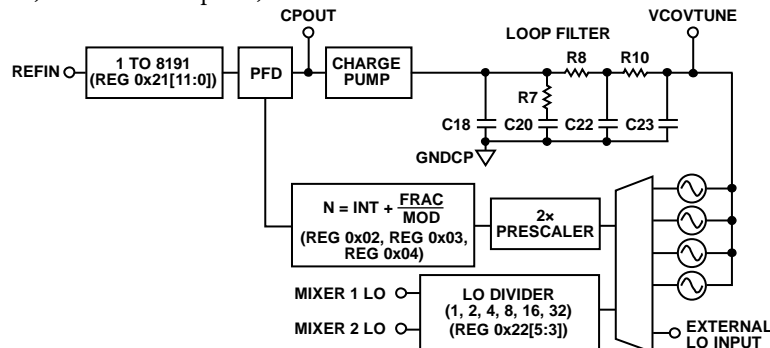 CPOUT
VCOVTUNE
LOOP FILTER
REFIN
1 TO 8191
(REG 0x21[11:0])
PFD
CHARGE
PUMP
R8
R10
R7
C18
C20
C22
C23
GNDCP
N = INT + FRAC
MOD
(REG 0x02, REG 0x03,
REG 0x04)
2×
PRESCALER
MIXER 1 LO
MIXER 2 LO
LO DIVIDER
(1, 2, 4, 8, 16, 32)
(REG 0x22[5:3])
EXTERNAL
LO INPUT